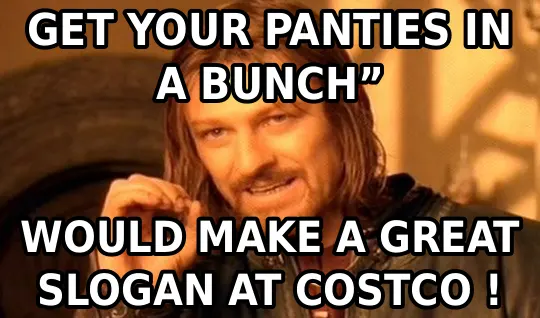 GET YOUR PANTIES IN
A BUNCH”
WOULD MAKE A GREAT
SLOGAN AT COSTCO !